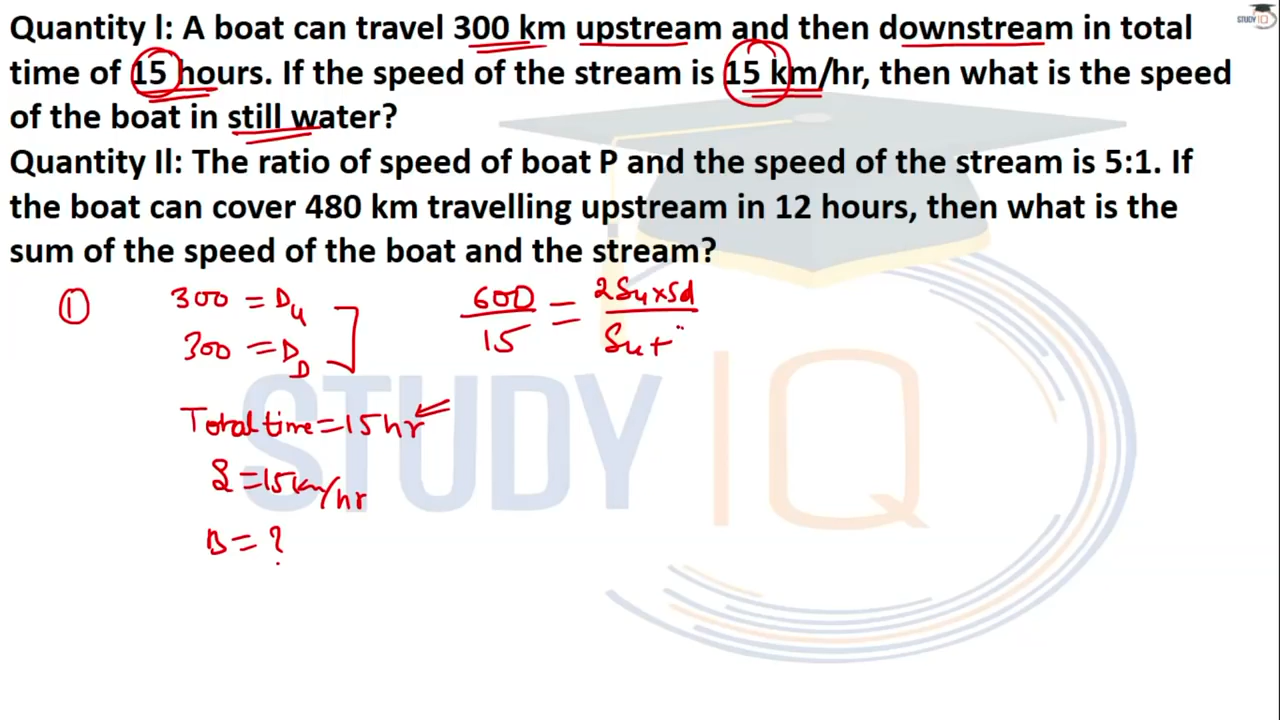 Quantity l: A boat can travel 300 km upstream and then downstream in total
time of 15 hours. If the speed of the stream is 15 km/hr, then what is the speed
of the boat in still water?
Quantity Il: The ratio of speed of boat P and the speed of the stream is 5:1. If
the boat can cover 480 km travelling upstream in 12 hours, then what is the
sum of the speed of the boat and the stream?
STUDY IQ
① 300 = Du
300 = DD
600/15 = 2Su×Sd/Su+
Total time = 15 hr
S = 15 km/hr
B = ?
STUDY IQ